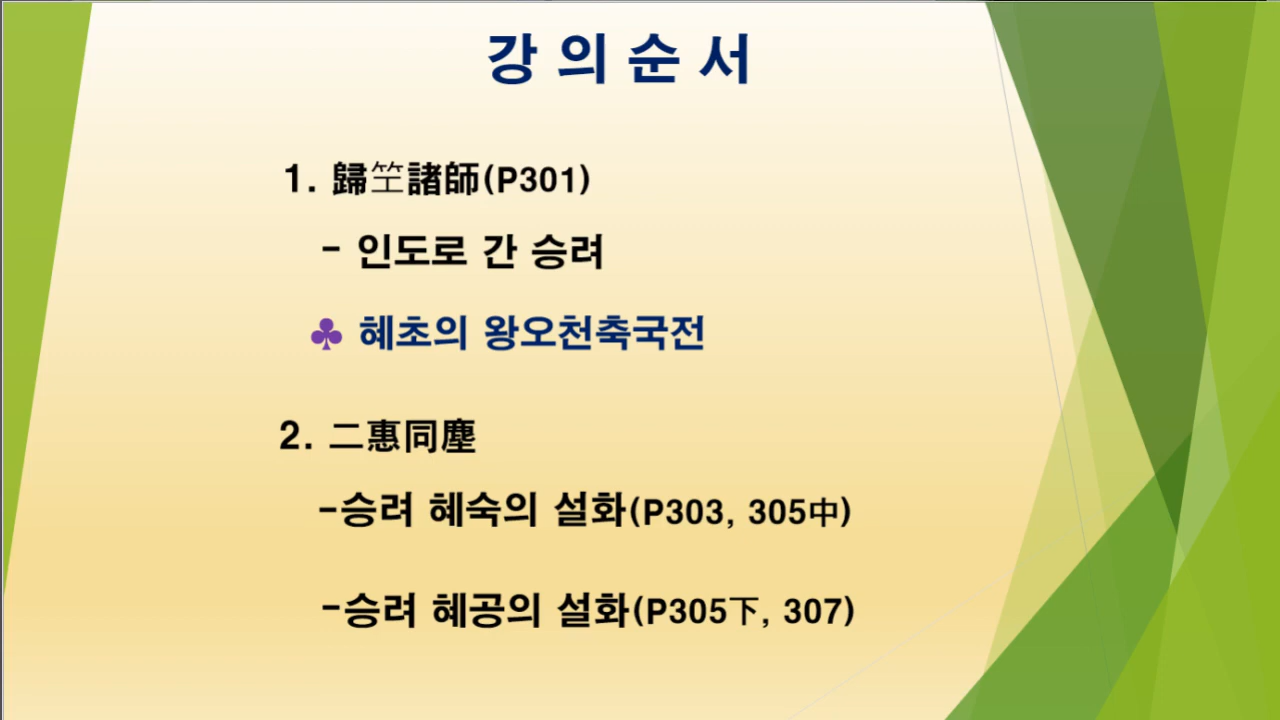 강 의 순 서
1. 歸笁諸師(P301)
- 인도로 간 승려
♣ 혜초의 왕오천축국전
2. 二惠同塵
-승려 혜숙의 설화(P303, 305中)
-승려 혜공의 설화(P305下, 307)